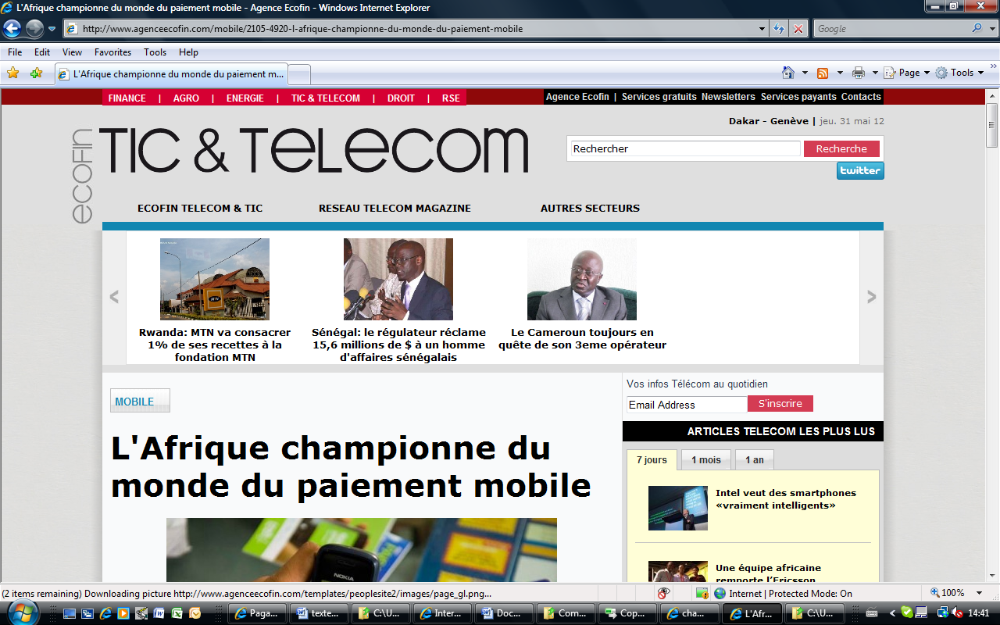 L'Afrique championne du monde du paiement mobile - Agence Ecofin - Windows Internet Explorer
http://www.agenceecofin.com/mobile/2105-4920-l-afrique-championne-du-monde-du-paiement-mobile
Google
File Edit View Favorites Tools Help
L'Afrique championne du monde du paiement m...
Page Tools
FINANCE | AGRO | ENERGIE | TIC & TELECOM | DROIT | RSE
Agence Ecofin | Services gratuits Newsletters Services payants Contacts
Dakar - Genève | jeu. 31 mai 12
ecofin
TIC & TELECOM
Rechercher
Recherche
twitter
ECOFIN TELECOM & TIC
RESEAU TELECOM MAGAZINE
AUTRES SECTEURS
MTN
Rwanda: MTN va consacrer
1% de ses recettes à la
fondation MTN
Sénégal: le régulateur réclame
15,6 millions de $ à un homme
d'affaires sénégalais
Le Cameroun toujours en
quête de son 3eme opérateur
MOBILE
L'Afrique championne du
monde du paiement mobile
NOKIA
Vos infos Télécom au quotidien
Email Address
S'inscrire
ARTICLES TELECOM LES PLUS LUS
7 jours
1 mois
1 an
Intel veut des smartphones
«vraiment intelligents»
Une équipe africaine
remporte l'Ericsson
(2 items remaining) Downloading picture http://www.agenceecofin.com/templates/peoplesite2/images/page_gl.png...
Internet | Protected Mode: On
100%
Paga...
texte...
C:\U...
Inter...
Doc...
Com...
Cop...
cha...
L'Afr...
C:\U...
14:41